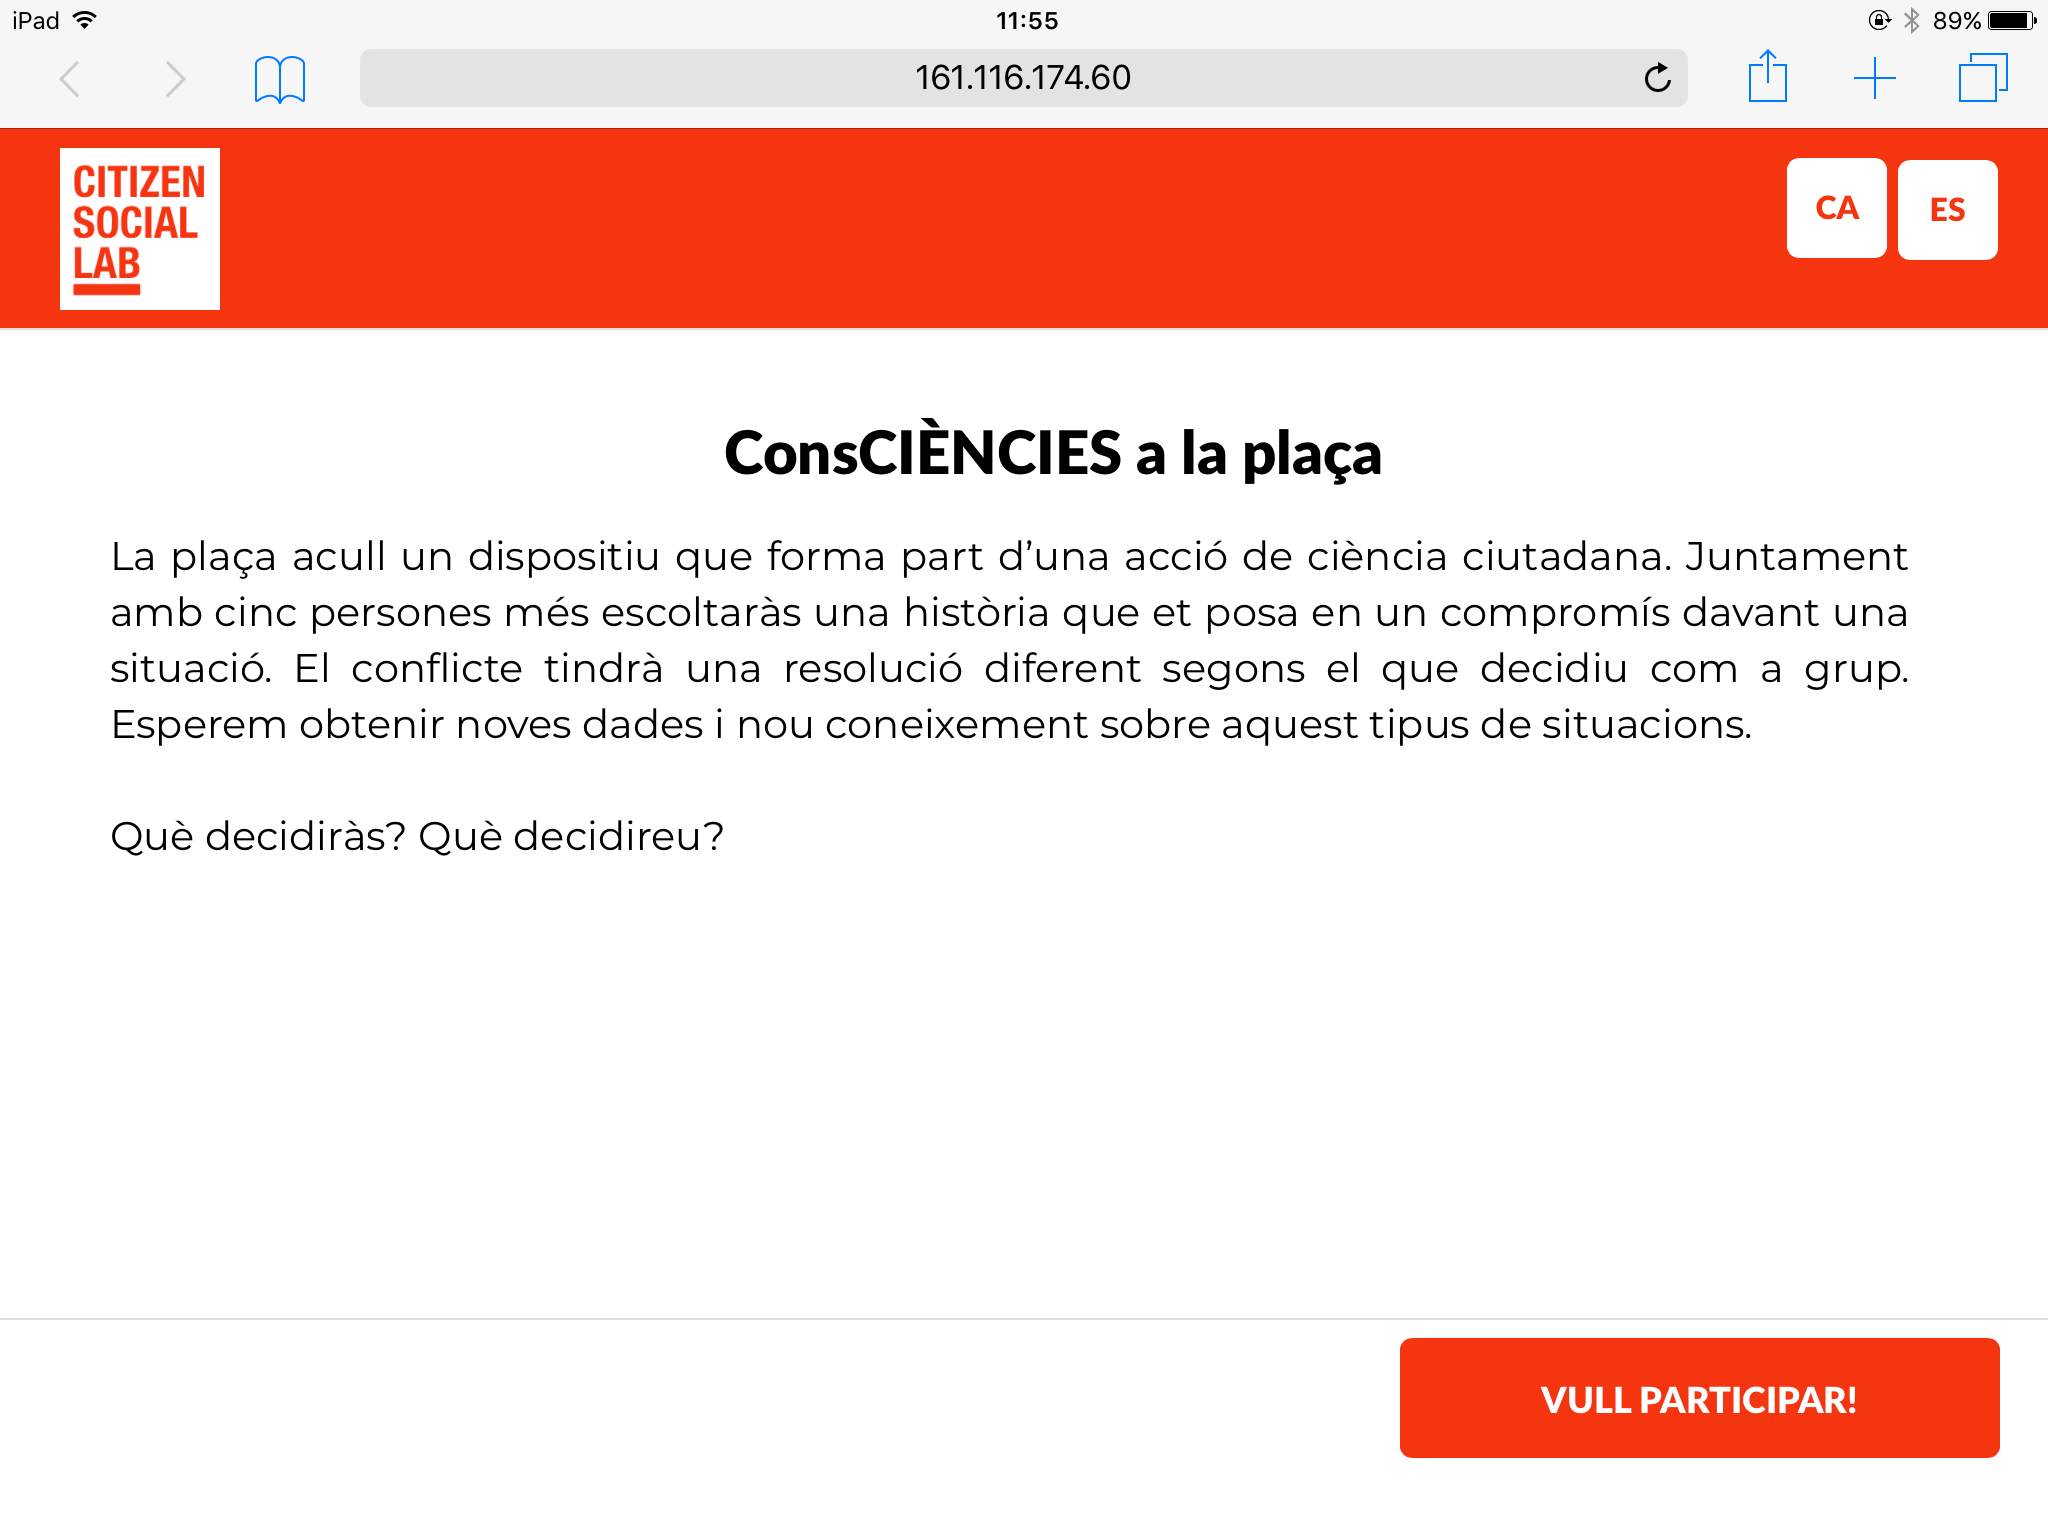 iPad
11:55
89%
161.116.174.60
CITIZEN
SOCIAL
LAB
CA
ES
ConsCIÈNCIES a la plaça
La plaça acull un dispositiu que forma part d’una acció de ciència ciutadana. Juntament
amb cinc persones més escoltaràs una història que et posa en un compromís davant una
situació. El conflicte tindrà una resolució diferent segons el que decidiu com a grup.
Esperem obtenir noves dades i nou coneixement sobre aquest tipus de situacions.
Què decidiràs? Què decidireu?
VULL PARTICIPAR!